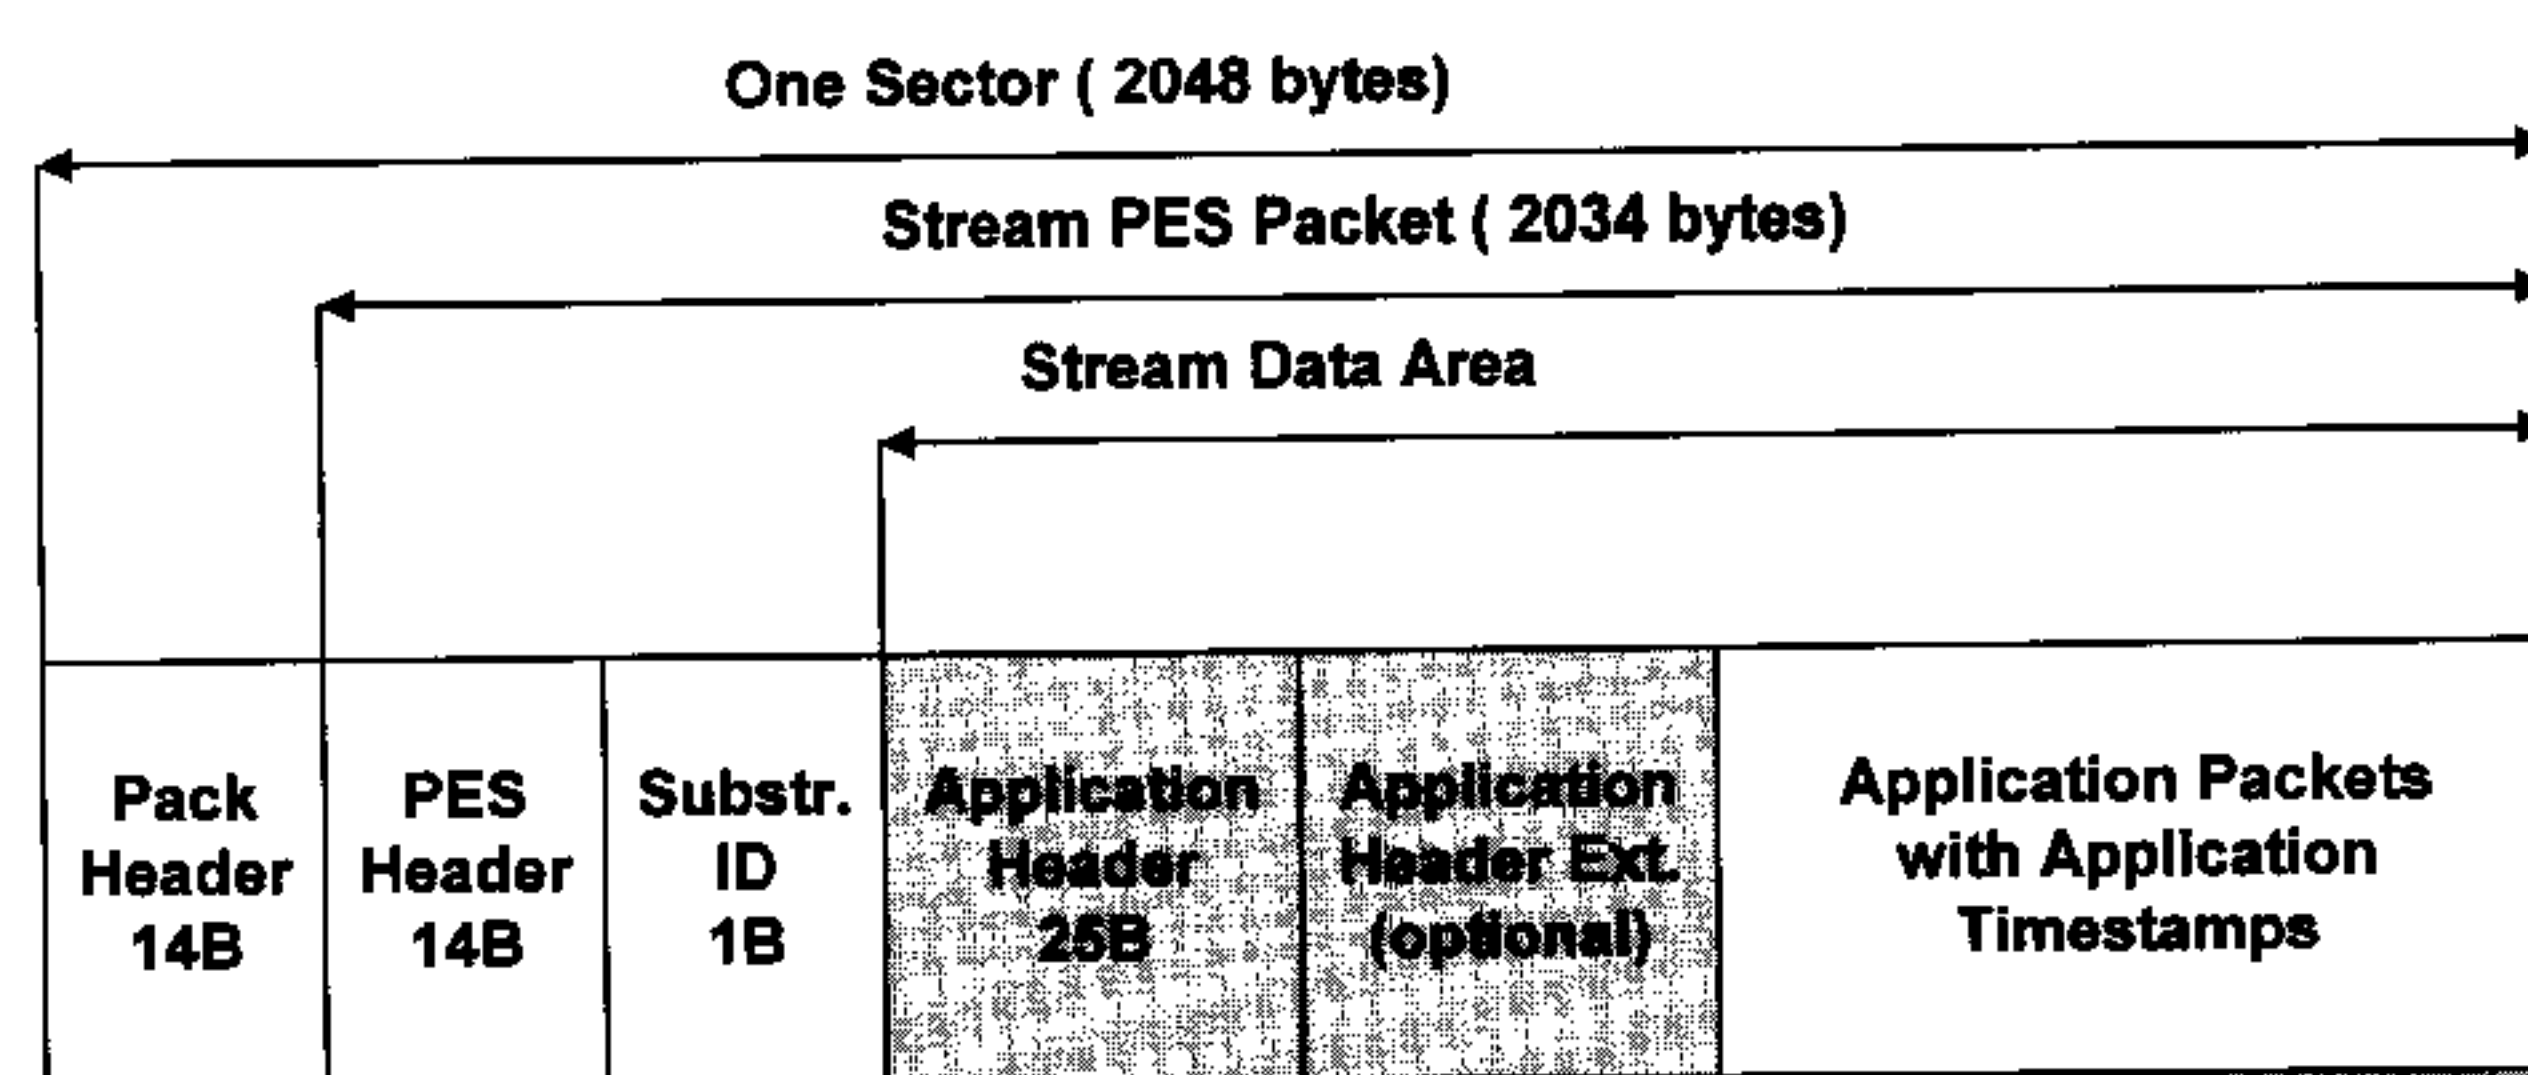 One Sector ( 2048 bytes)
Stream PES Packet ( 2034 bytes)
Stream Data Area
Pack
Header
14B
PES
Header
14B
Substr.
ID
1B
Application
Header
25B
Application
Header Ext.
(optional)
Application Packets
with Application
Timestamps